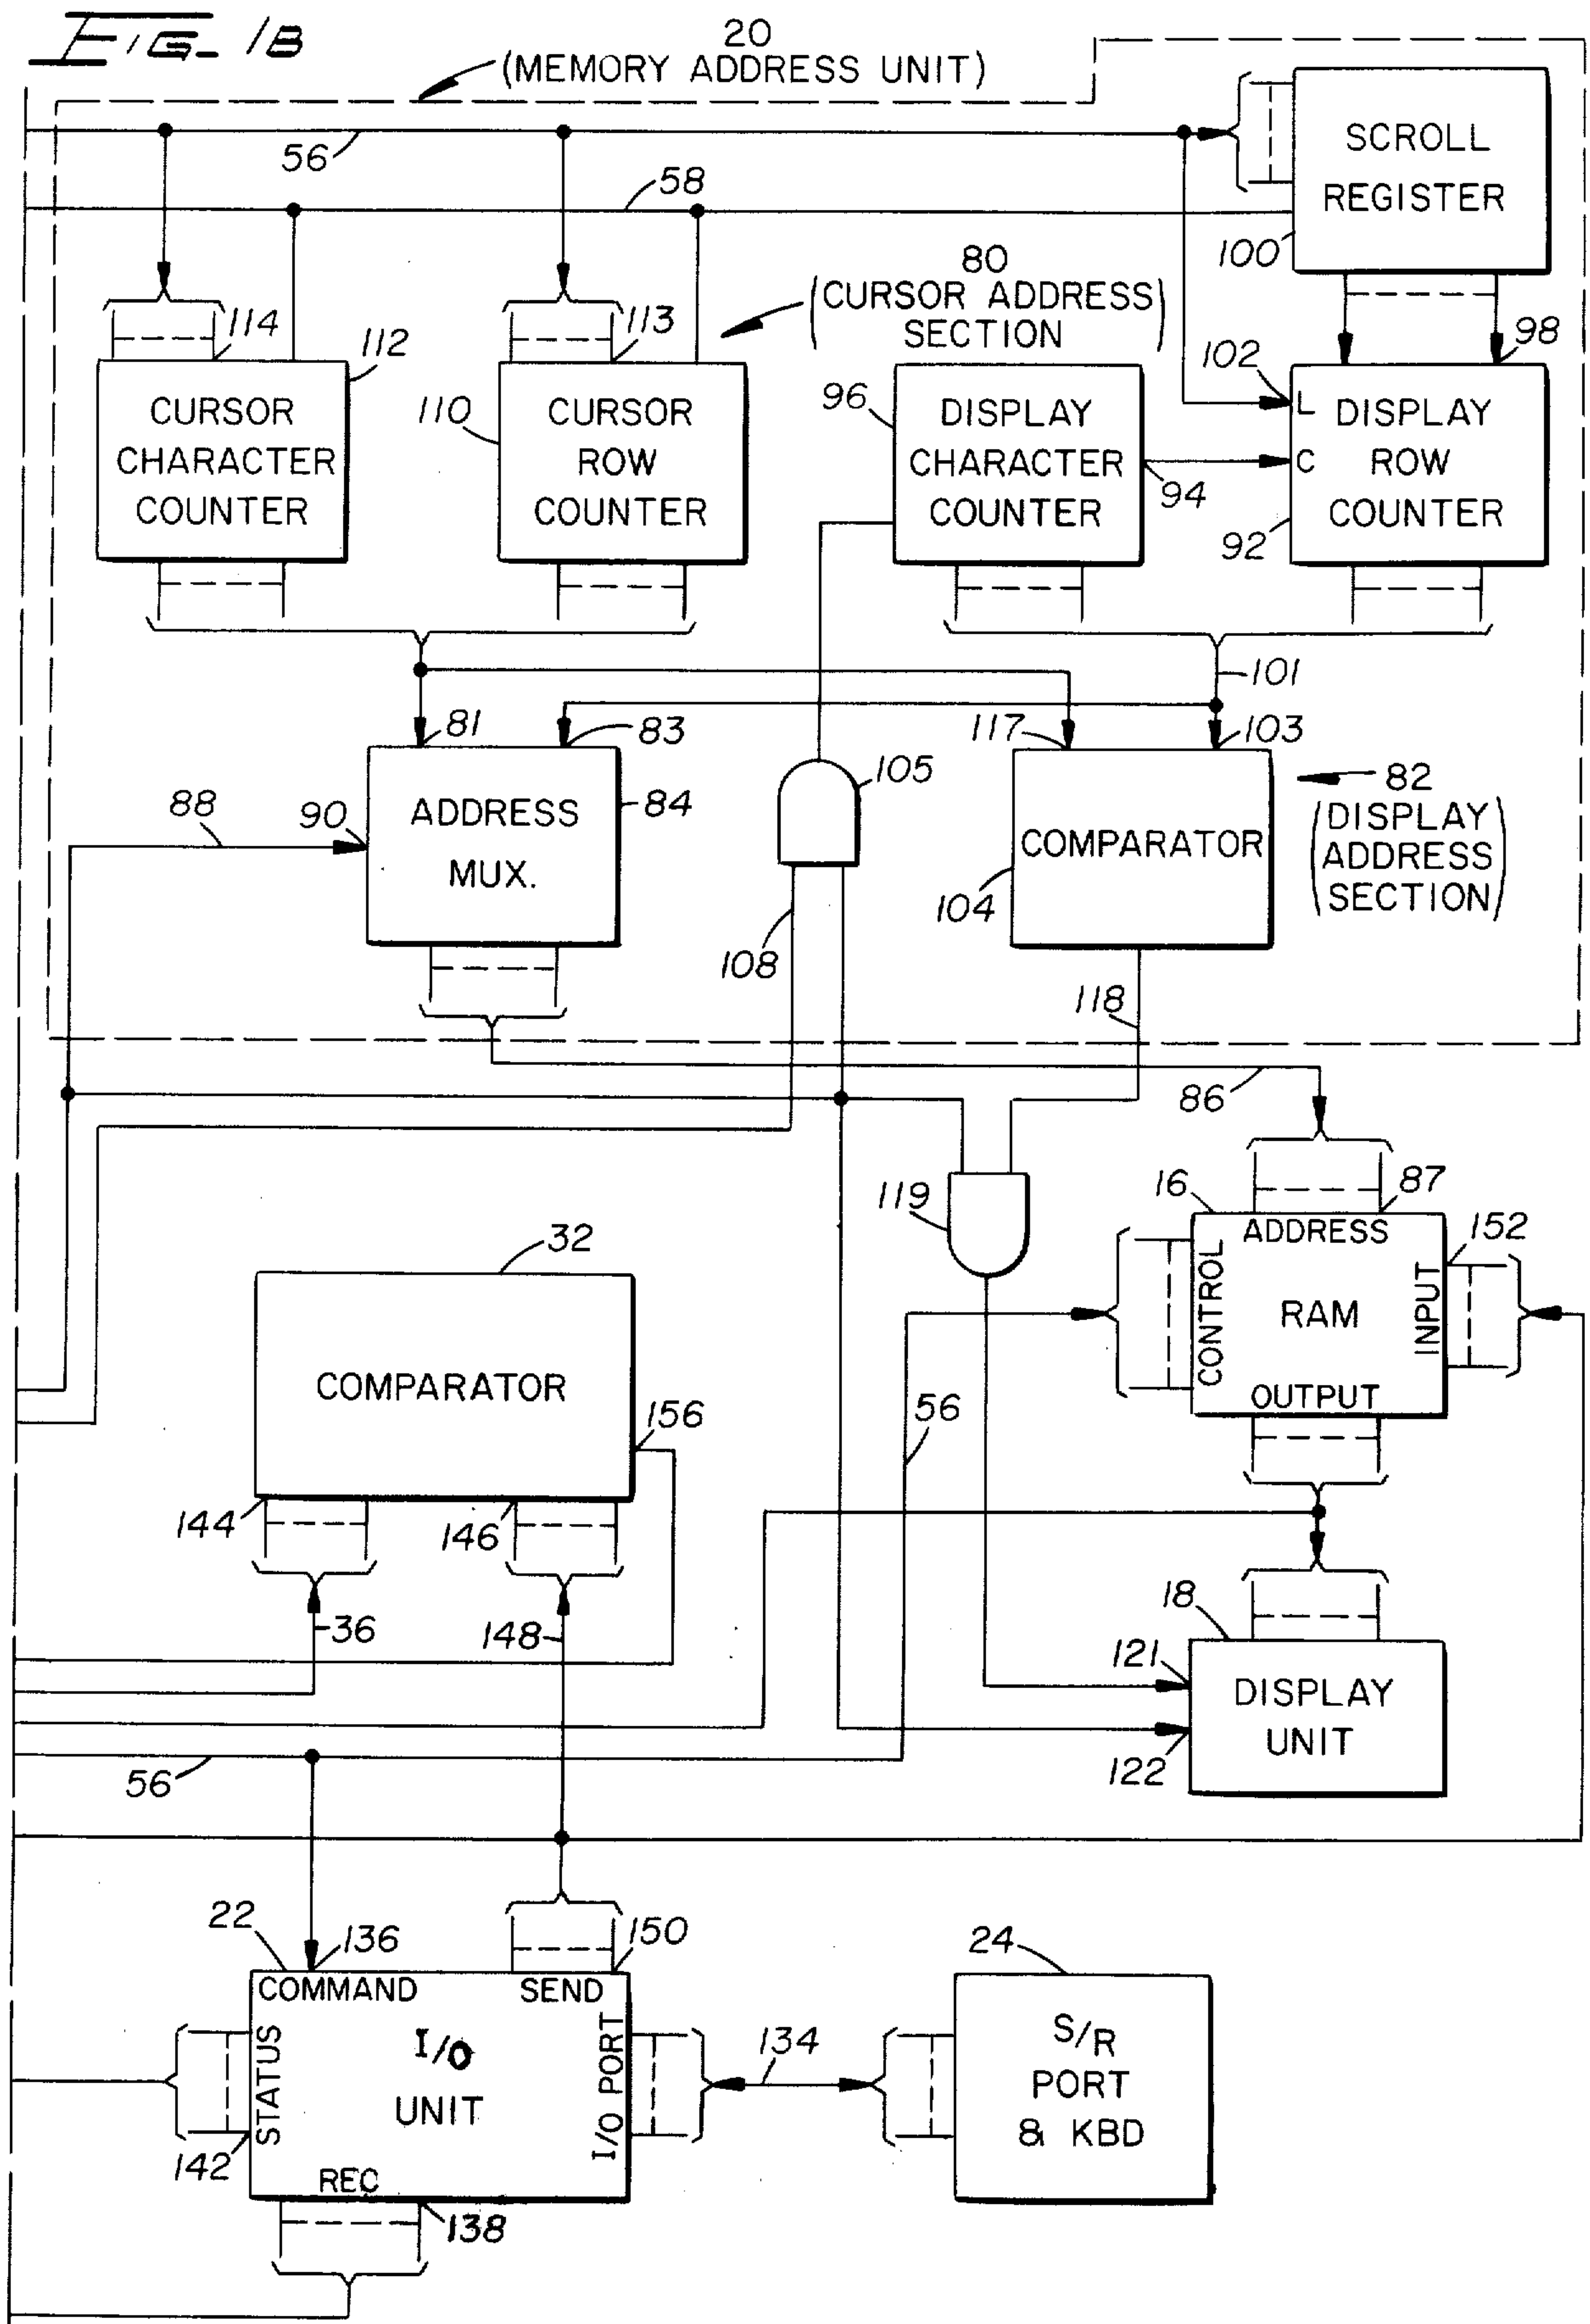 FIG. 1B
20
(MEMORY ADDRESS UNIT)
56
58
SCROLL
REGISTER
100
80
(CURSOR ADDRESS
SECTION)
114
112
113
110
98
102
96
94
92
CURSOR
CHARACTER
COUNTER
CURSOR
ROW
COUNTER
DISPLAY
CHARACTER
COUNTER
L
C
DISPLAY
ROW
COUNTER
101
81
83
117
103
88
90
ADDRESS
MUX.
84
105
108
COMPARATOR
104
82
(DISPLAY
ADDRESS
SECTION)
118
86
119
16
87
152
ADDRESS
CONTROL
RAM
INPUT
OUTPUT
32
COMPARATOR
156
144
146
56
36
148
18
121
122
DISPLAY
UNIT
56
22
136
150
COMMAND
SEND
STATUS
I/O
UNIT
I/O PORT
REC
142
138
134
24
S/R
PORT
& KBD